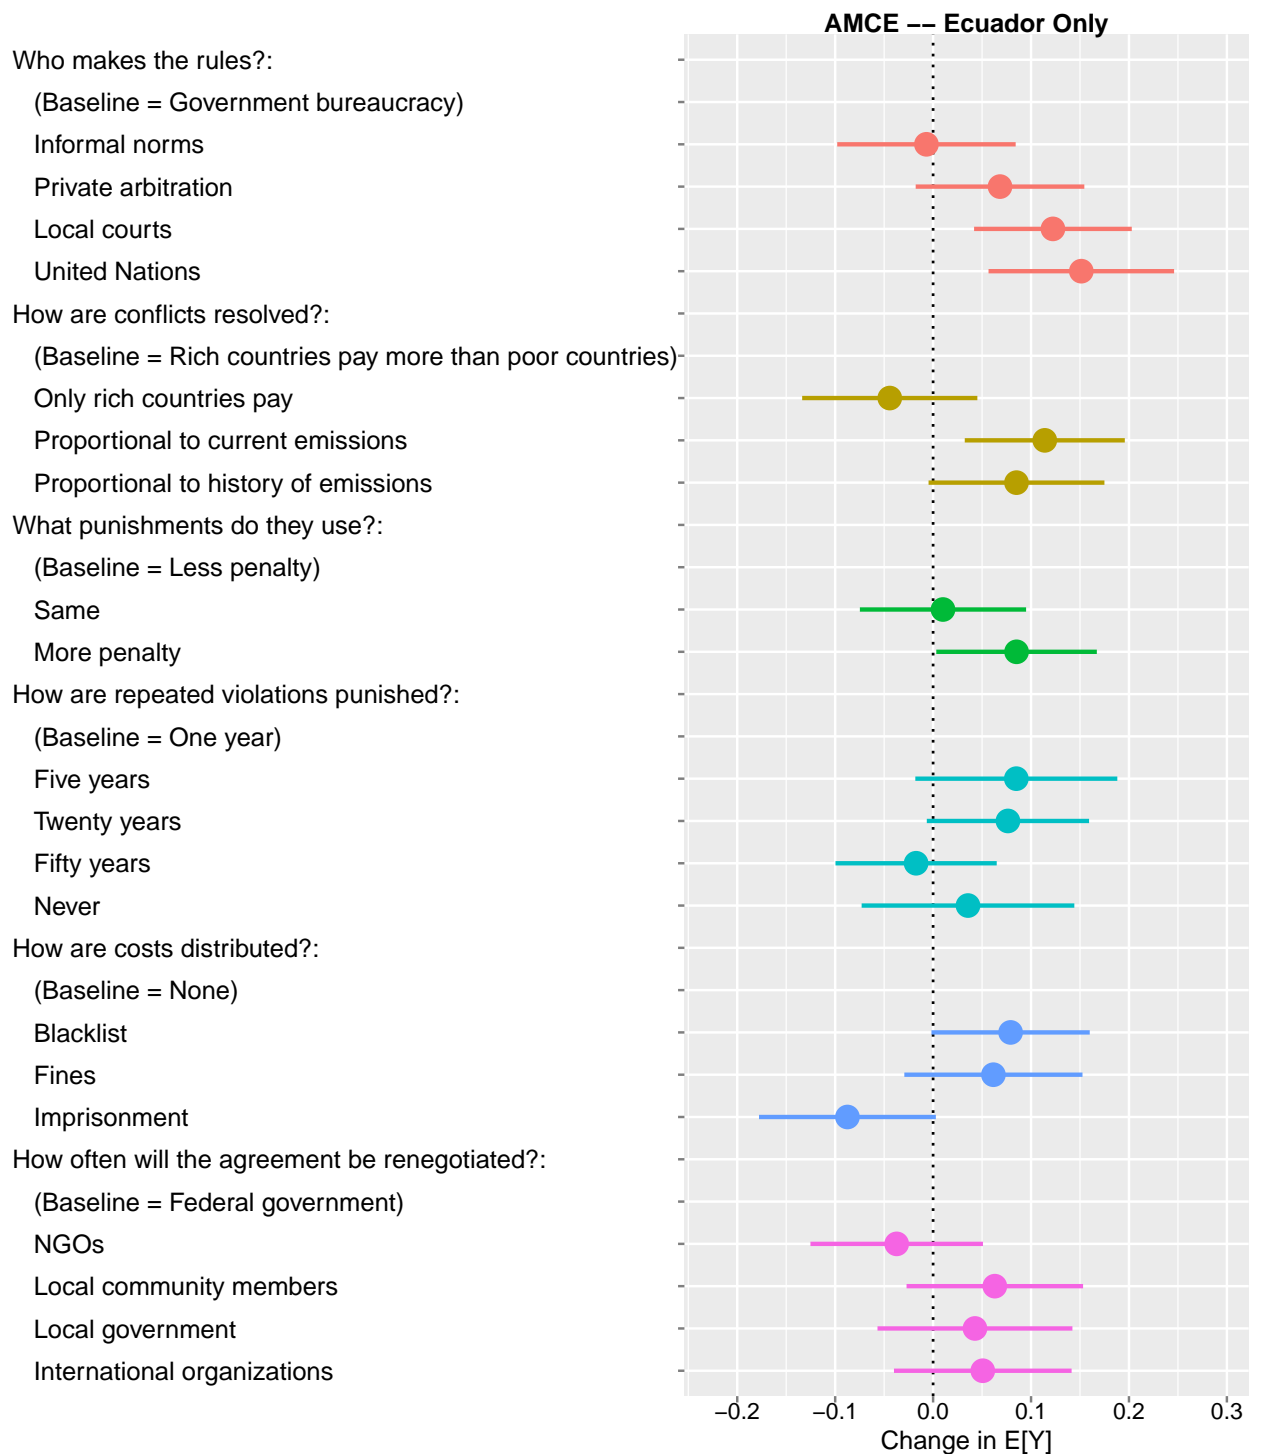 AMCE –– Ecuador Only
Who makes the rules?:
(Baseline = Government bureaucracy)
Informal norms
Private arbitration
Local courts
United Nations
How are conflicts resolved?:
(Baseline = Rich countries pay more than poor countries)
Only rich countries pay
Proportional to current emissions
Proportional to history of emissions
What punishments do they use?:
(Baseline = Less penalty)
Same
More penalty
How are repeated violations punished?:
(Baseline = One year)
Five years
Twenty years
Fifty years
Never
How are costs distributed?:
(Baseline = None)
Blacklist
Fines
Imprisonment
How often will the agreement be renegotiated?:
(Baseline = Federal government)
NGOs
Local community members
Local government
International organizations
−0.2 −0.1 0.0 0.1 0.2 0.3
Change in E[Y]